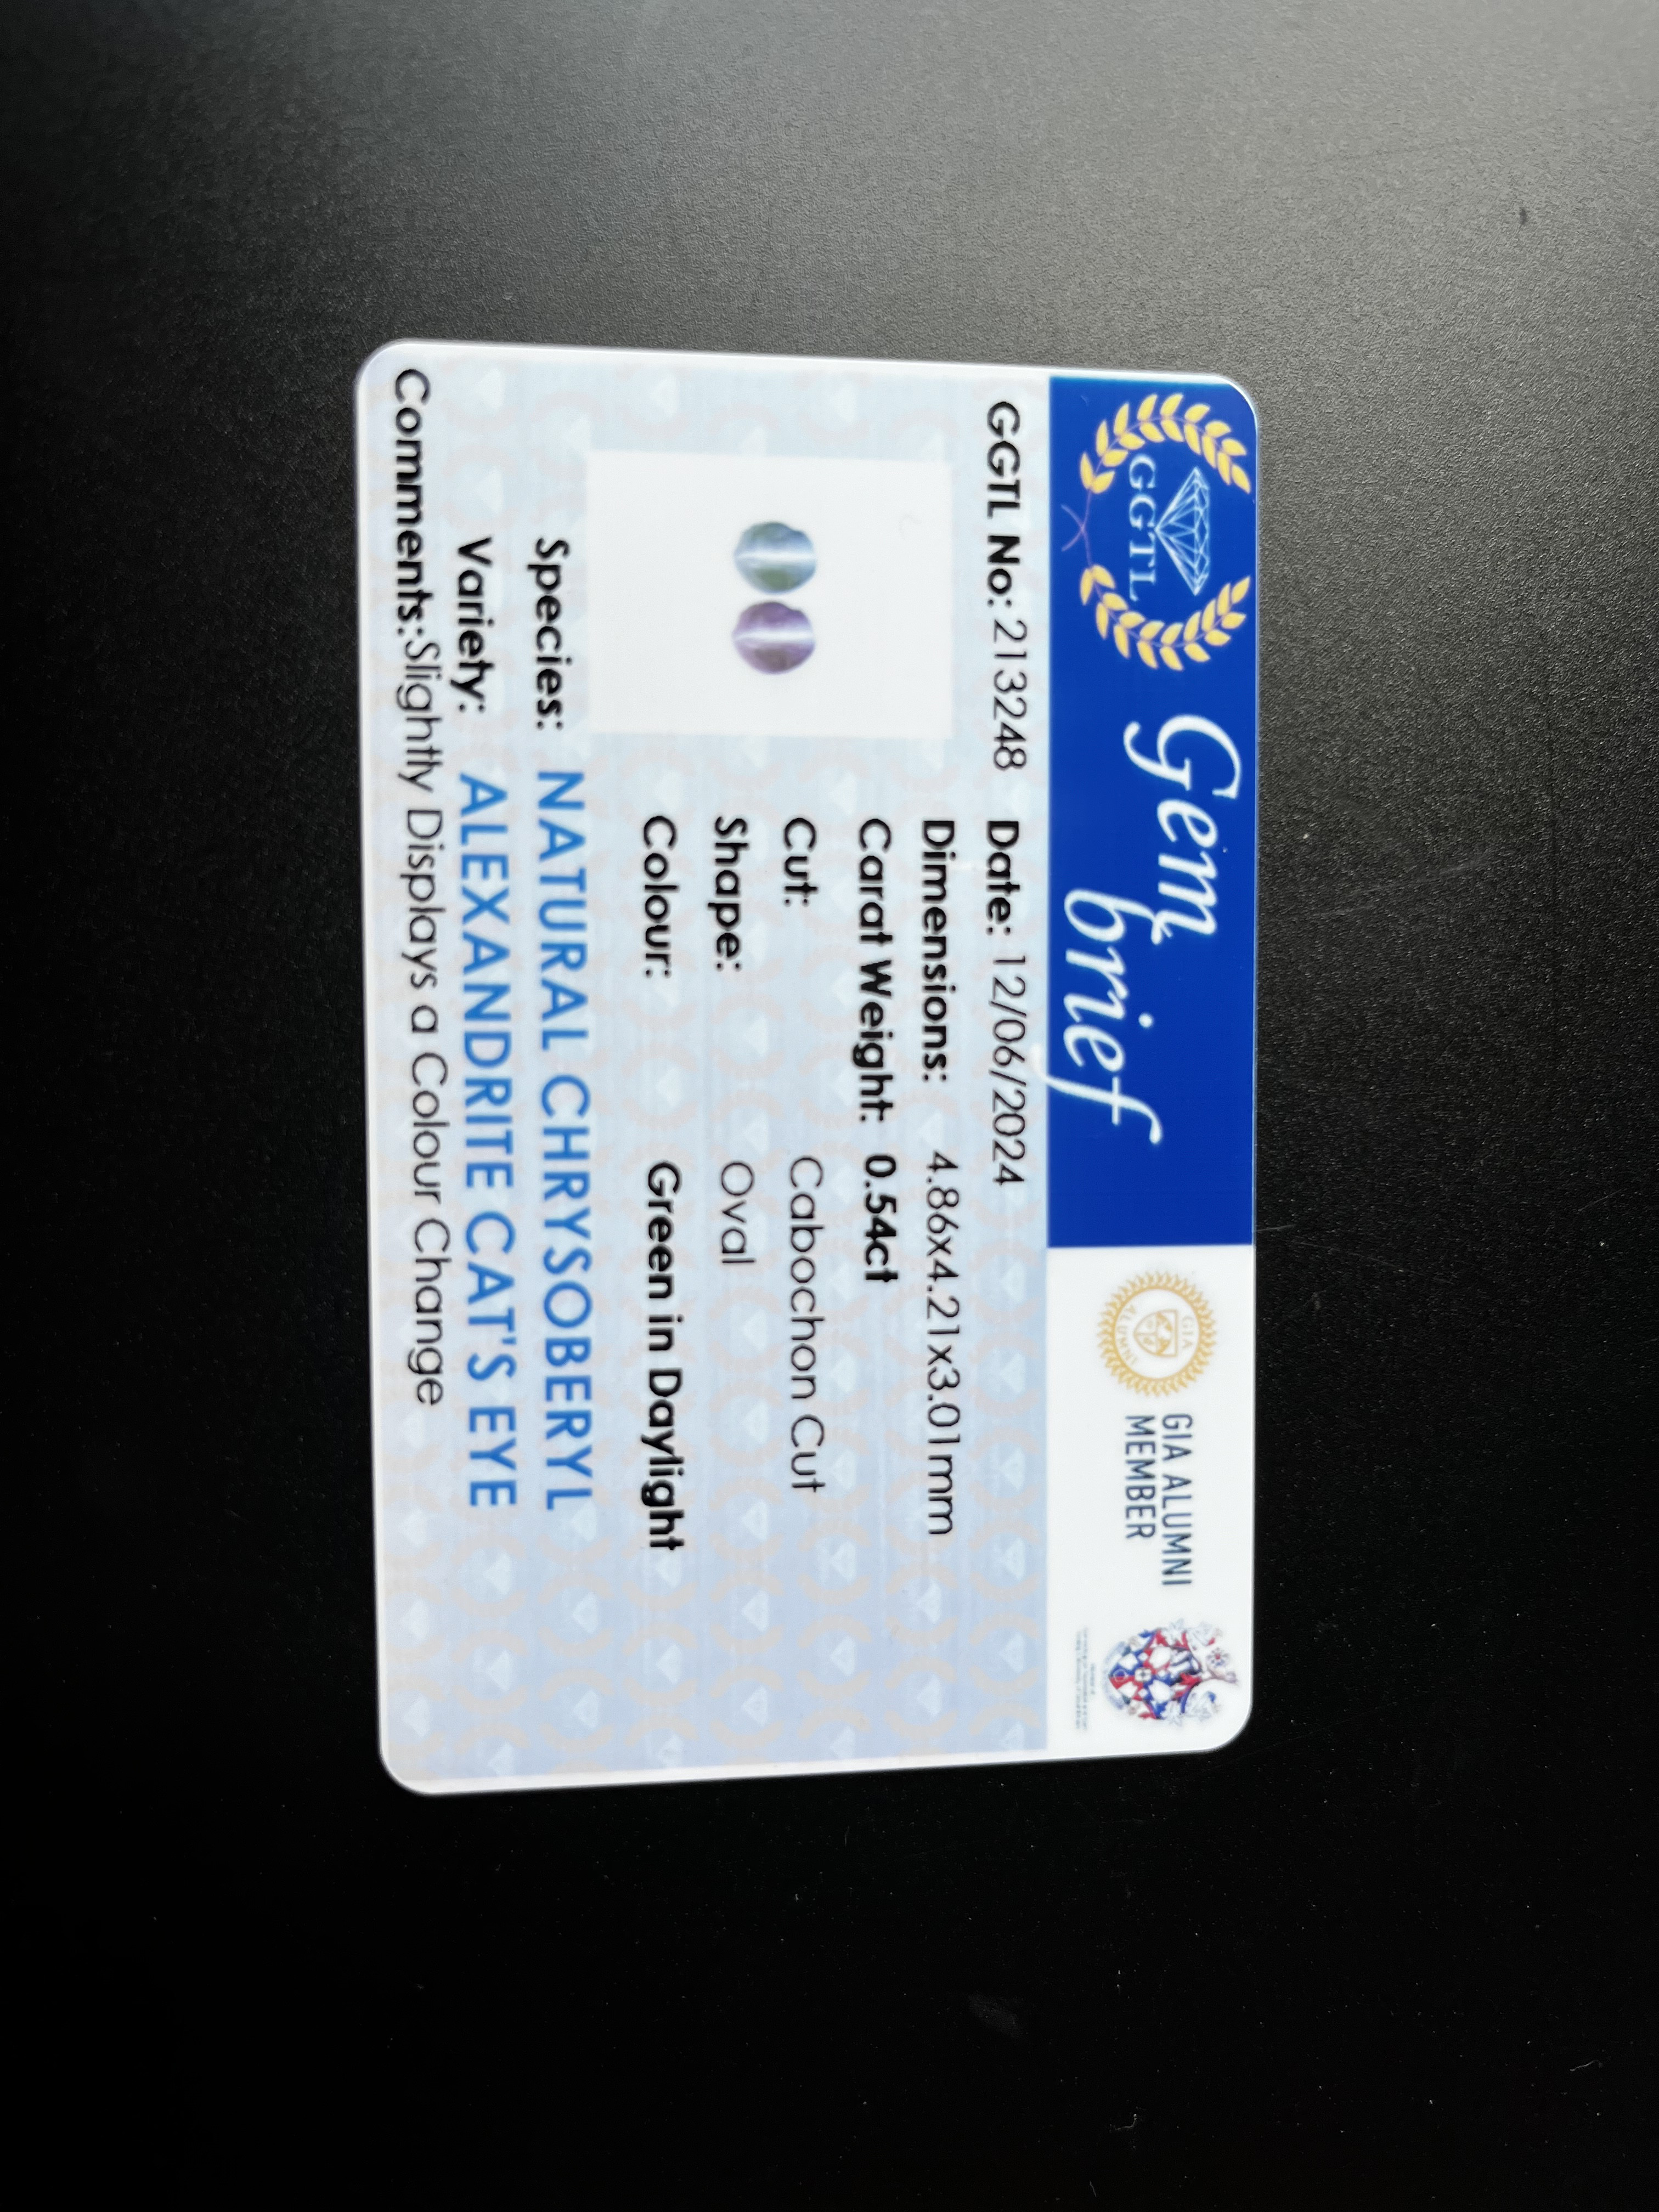 GGTL
Gem
brief
GIA
ALUMNI
GIA ALUMNI
MEMBER
GGTL No: 213248 Date: 12/06/2024
Dimensions: 4.86x4.21x3.01mm
Carat Weight: 0.54ct
Cut: Cabochon Cut
Shape: Oval
Colour: Green in Daylight
Species: NATURAL CHRYSOBERYL
Variety: ALEXANDRITE CAT'S EYE
Comments:Slightly Displays a Colour Change